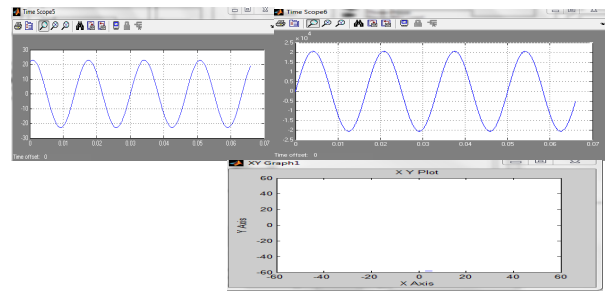 Time Scope5
30
20
10
0
-10
-20
-30
0 0.01 0.02 0.03 0.04 0.05 0.06 0.07
Time offset: 0
Time Scope6
x 10⁴
2.5
2
1.5
1
0.5
0
-0.5
-1
-1.5
-2
-2.5
0 0.01 0.02 0.03 0.04 0.05 0.06 0.07
Time offset: 0
XY Graph1
X Y Plot
60
40
20
0
-20
-40
-60
Y Axis
-60 -40 -20 0 20 40 60
X Axis